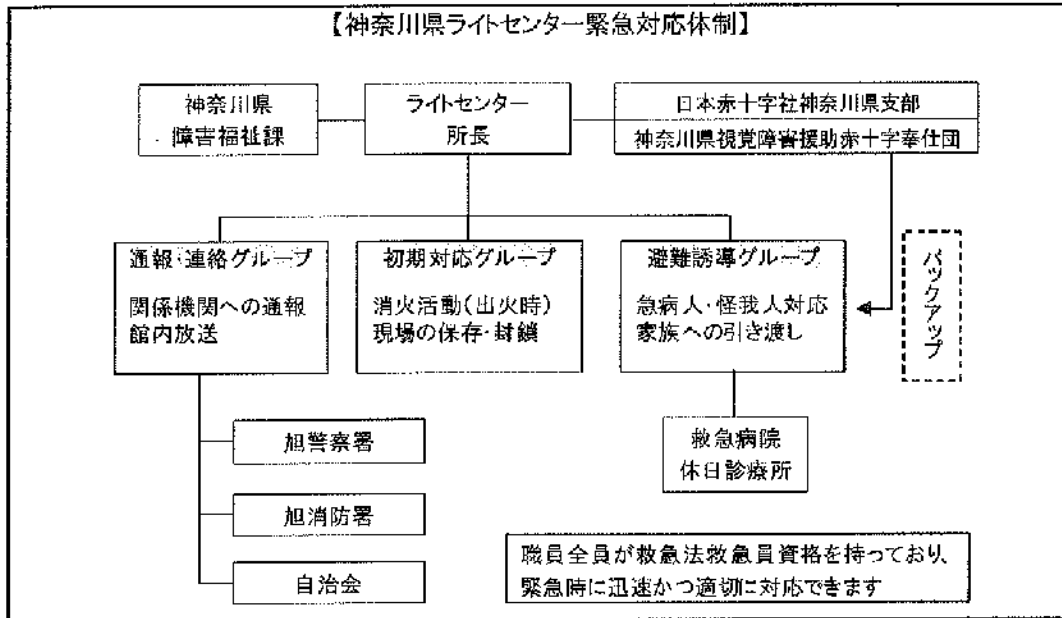 【神奈川県ライトセンター緊急対応体制】
神奈川県
障害福祉課
ライトセンター
所長
日本赤十字社神奈川県支部
神奈川県視覚障害援助赤十字奉仕団
通報・連絡グループ
関係機関への通報
館内放送
初期対応グループ
消火活動(出火時)
現場の保存・封鎖
避難誘導グループ
急病人・怪我人対応
家族への引き渡し
バックアップ
旭警察署
旭消防署
自治会
救急病院
休日診療所
職員全員が救急法救急員資格を持っており、
緊急時に迅速かつ適切に対応できます